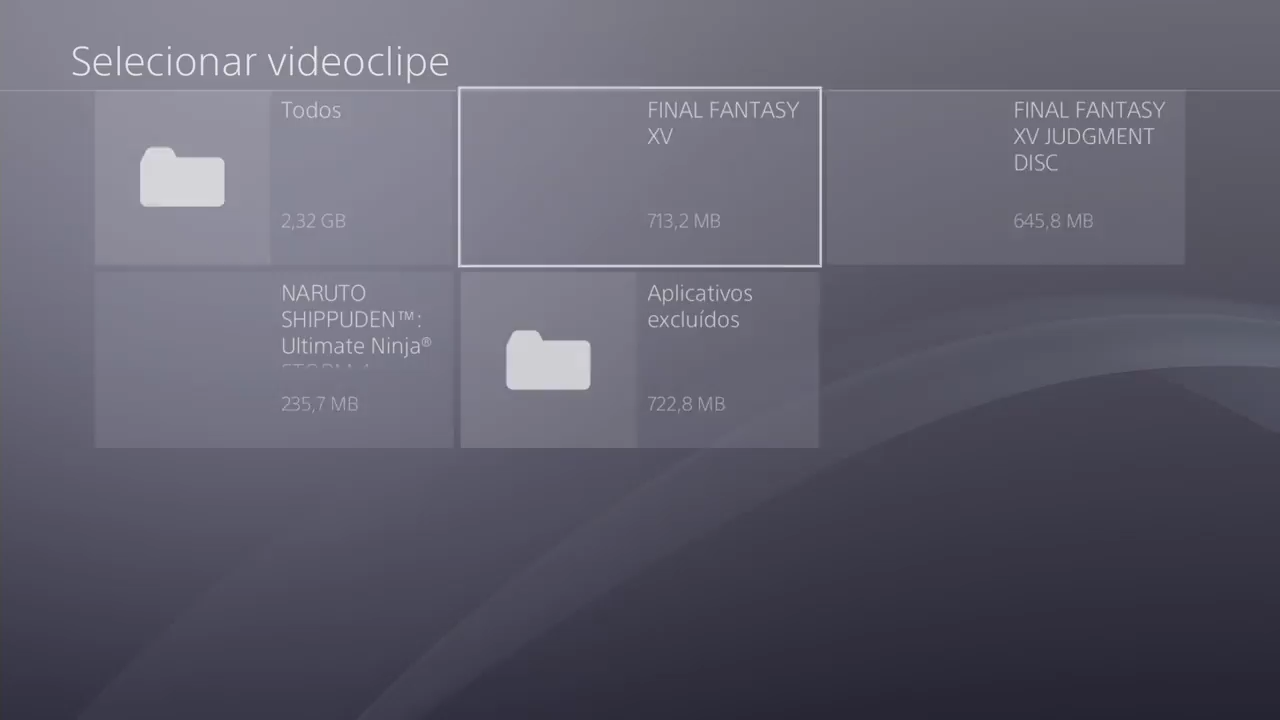 Selecionar videoclipe
Todos
2,32 GB
FINAL FANTASY
XV
713,2 MB
FINAL FANTASY
XV JUDGMENT
DISC
645,8 MB
NARUTO
SHIPPUDEN™:
Ultimate Ninja®
235,7 MB
Aplicativos
excluídos
722,8 MB